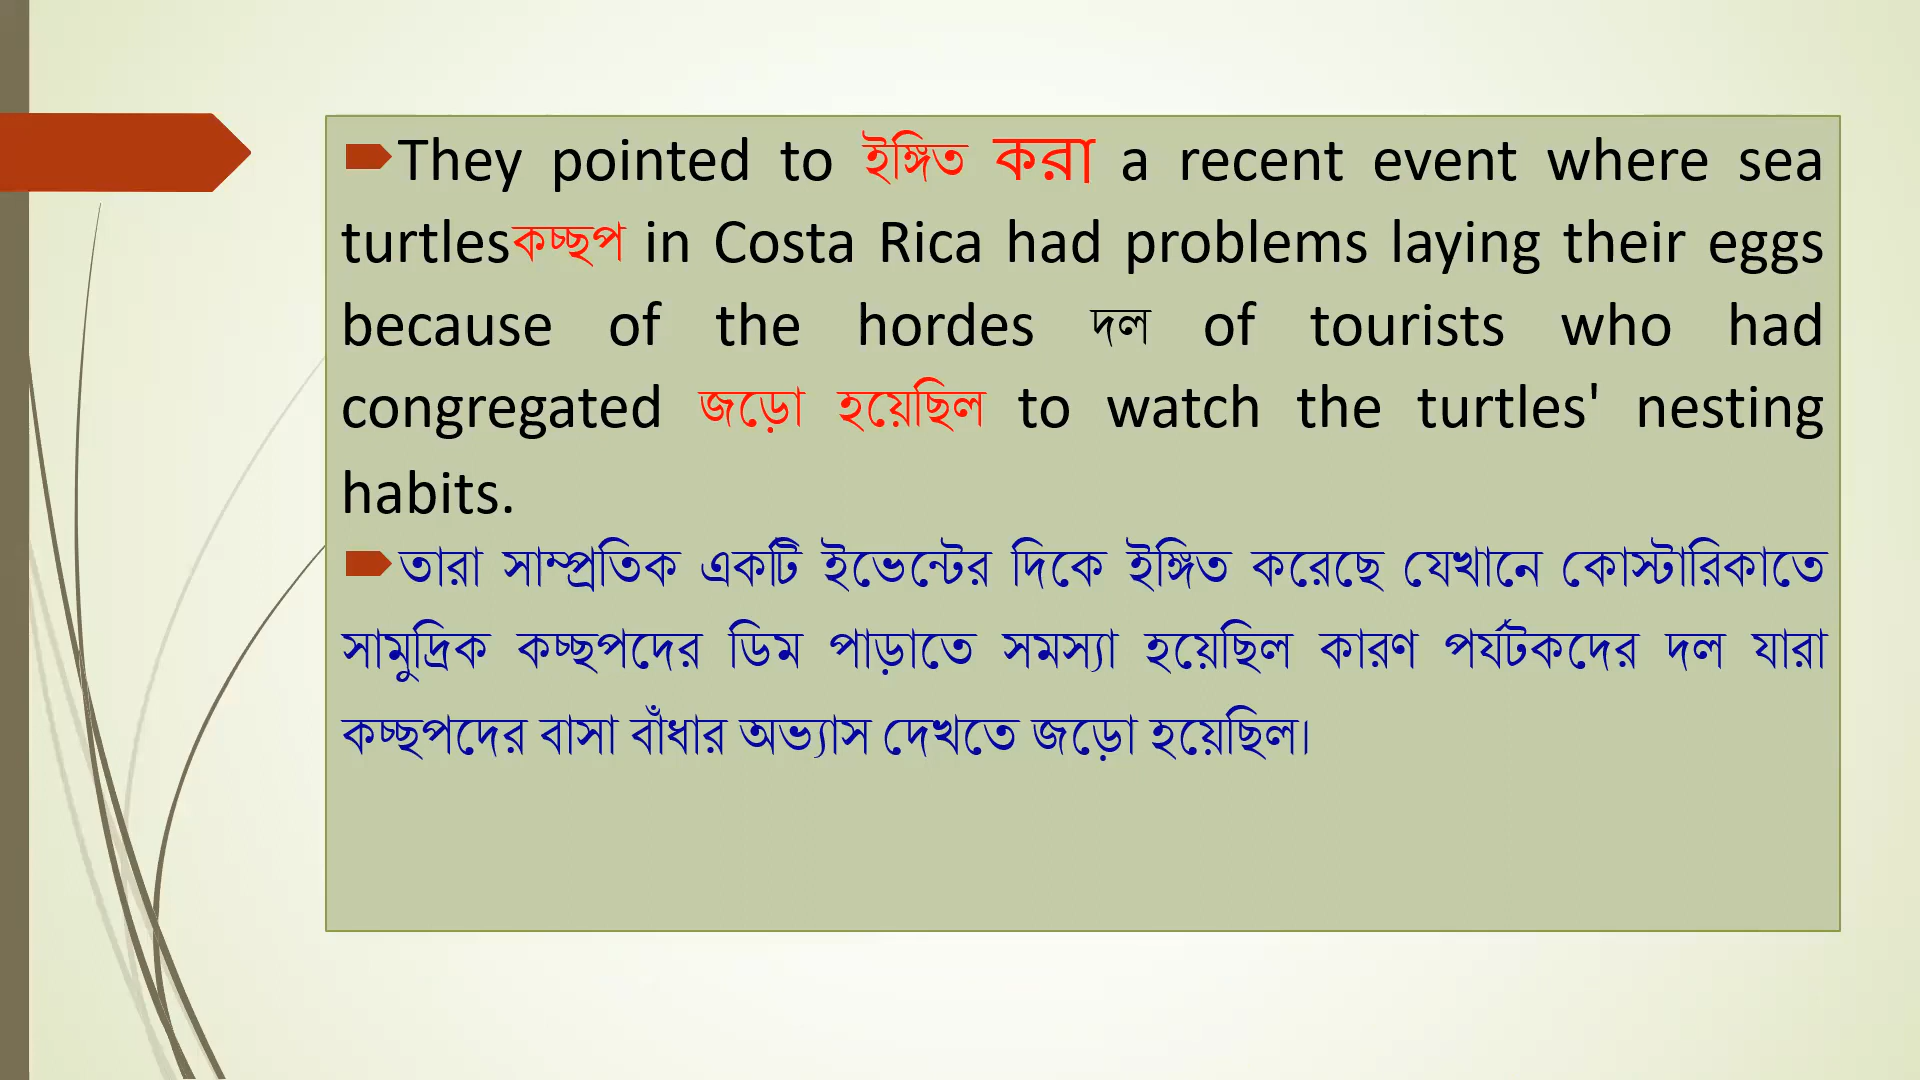 They pointed to ইঙ্গিত করা a recent event where sea
turtlesকচ্ছপ in Costa Rica had problems laying their eggs
because of the hordes দল of tourists who had
congregated জড়ো হয়েছিল to watch the turtles' nesting
habits.
তারা সাম্প্রতিক একটি ইভেন্টের দিকে ইঙ্গিত করেছে যেখানে কোস্টারিকাতে
সামুদ্রিক কচ্ছপদের ডিম পাড়াতে সমস্যা হয়েছিল কারণ পর্যটকদের দল যারা
কচ্ছপদের বাসা বাঁধার অভ্যাস দেখতে জড়ো হয়েছিল।